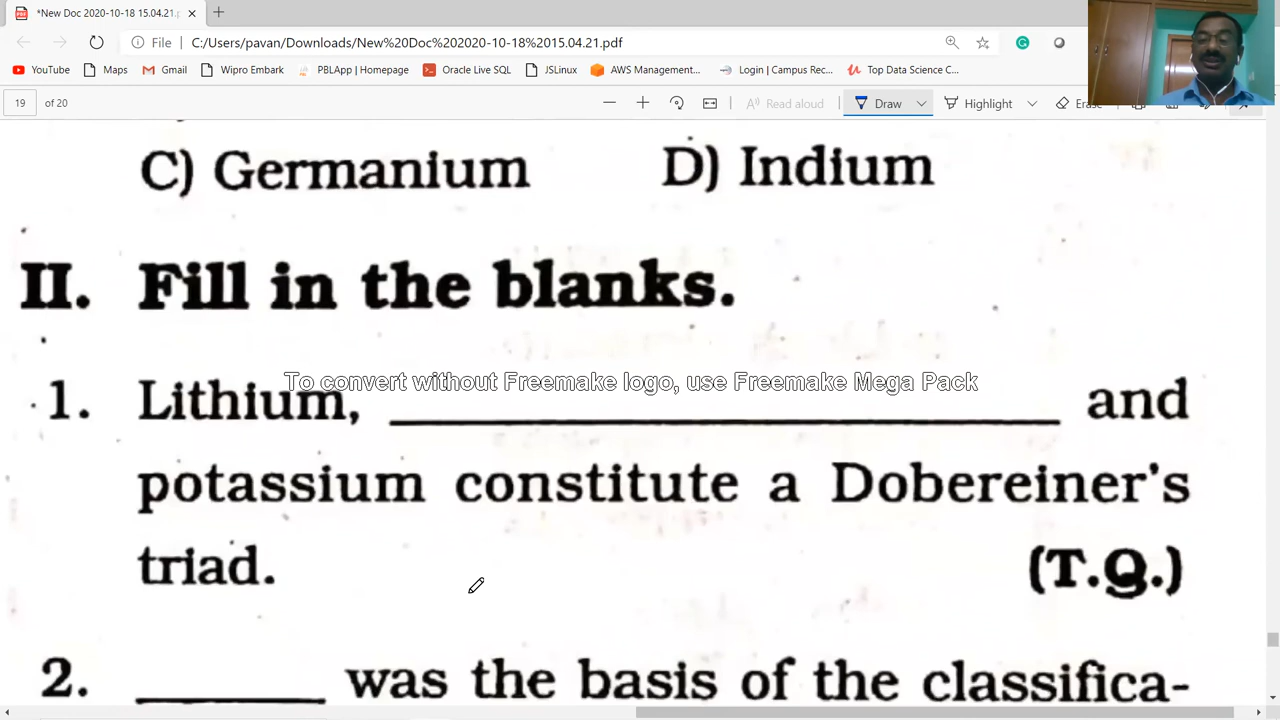 *New Doc 2020-10-18 15.04.21.p
File C:/Users/pavan/Downloads/New%20Doc%202020-10-18%2015.04.21.pdf
YouTube Maps Gmail Wipro Embark PBLApp | Homepage Oracle Live SQL JSLinux AWS Management... Login | Campus Rec... Top Data Science C...
19 of 20 Read aloud Draw Highlight Erase
C) Germanium D) Indium
II. Fill in the blanks.
To convert without Freemake logo, use Freemake Mega Pack
1. Lithium, ____ and
potassium constitute a Dobereiner's
triad. (T.Q.)
2. ____ was the basis of the classifica-